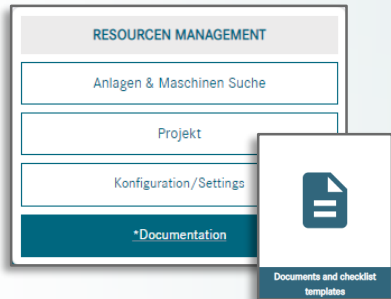 RESOURCEN MANAGEMENT
Anlagen & Maschinen Suche
Projekt
Konfiguration/Settings
*Documentation
Documents and checklist
templates